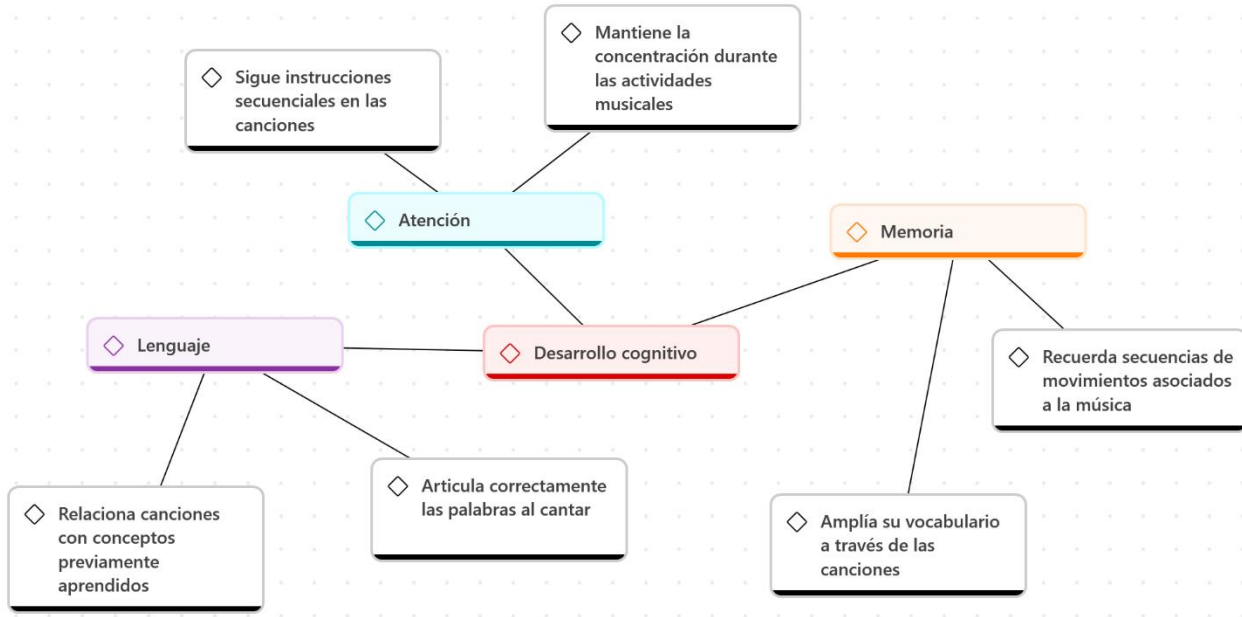 Mantiene la
concentración durante
las actividades
musicales
Sigue instrucciones
secuenciales en las
canciones
Atención
Memoria
Lenguaje
Desarrollo cognitivo
Recuerda secuencias de
movimientos asociados
a la música
Articula correctamente
las palabras al cantar
Relaciona canciones
con conceptos
previamente
aprendidos
Amplía su vocabulario
a través de las
canciones